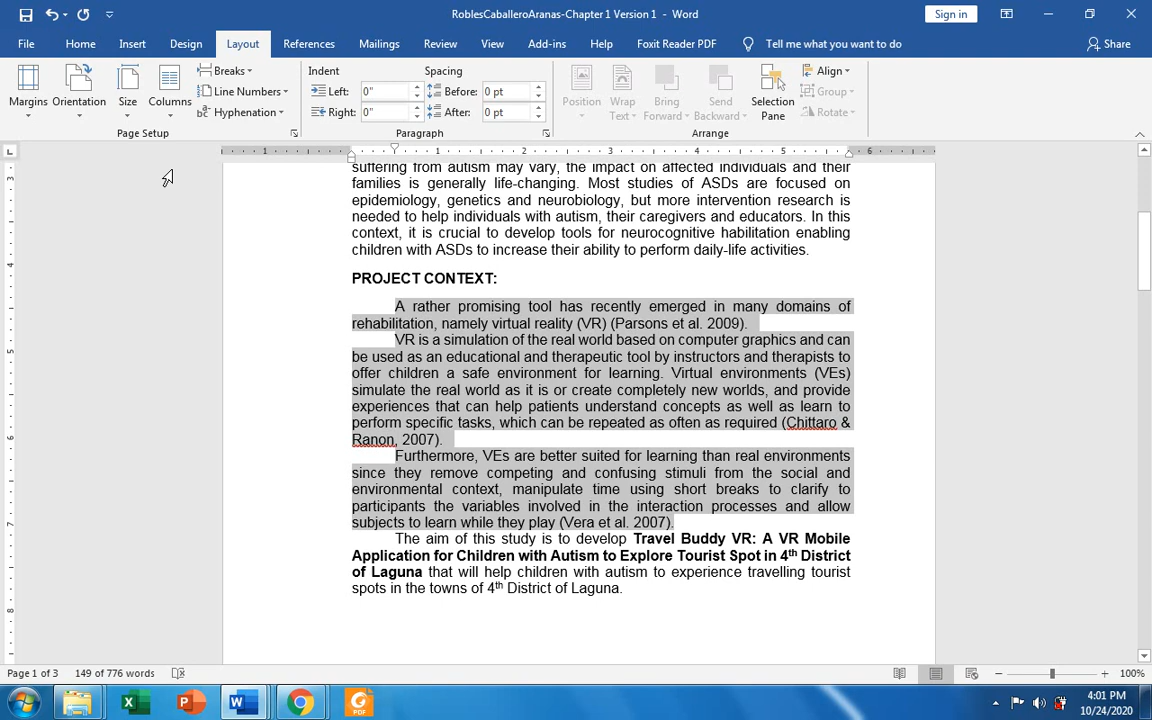 RoblesCaballeroAranas-Chapter 1 Version 1 - Word
Sign in
File Home Insert Design Layout References Mailings Review View Add-ins Help Foxit Reader PDF Tell me what you want to do Share
Margins Orientation Size Columns
Breaks
Line Numbers
Hyphenation
Page Setup
Indent
Left: 0"
Right: 0"
Spacing
Before: 0 pt
After: 0 pt
Paragraph
Position
Wrap Text
Bring Forward
Send Backward
Selection Pane
Align
Group
Rotate
Arrange
1 1 2 3 4 5 6
suffering from autism may vary, the impact on affected individuals and their
families is generally life-changing. Most studies of ASDs are focused on
epidemiology, genetics and neurobiology, but more intervention research is
needed to help individuals with autism, their caregivers and educators. In this
context, it is crucial to develop tools for neurocognitive habilitation enabling
children with ASDs to increase their ability to perform daily-life activities.
PROJECT CONTEXT:
A rather promising tool has recently emerged in many domains of
rehabilitation, namely virtual reality (VR) (Parsons et al. 2009).
VR is a simulation of the real world based on computer graphics and can
be used as an educational and therapeutic tool by instructors and therapists to
offer children a safe environment for learning. Virtual environments (VEs)
simulate the real world as it is or create completely new worlds, and provide
experiences that can help patients understand concepts as well as learn to
perform specific tasks, which can be repeated as often as required (Chittaro &
Ranon, 2007).
Furthermore, VEs are better suited for learning than real environments
since they remove competing and confusing stimuli from the social and
environmental context, manipulate time using short breaks to clarify to
participants the variables involved in the interaction processes and allow
subjects to learn while they play (Vera et al. 2007).
The aim of this study is to develop Travel Buddy VR: A VR Mobile
Application for Children with Autism to Explore Tourist Spot in 4th District
of Laguna that will help children with autism to experience travelling tourist
spots in the towns of 4th District of Laguna.
3
4
5
6
7
8
Page 1 of 3 149 of 776 words
100%
PDF
4:01 PM
10/24/2020